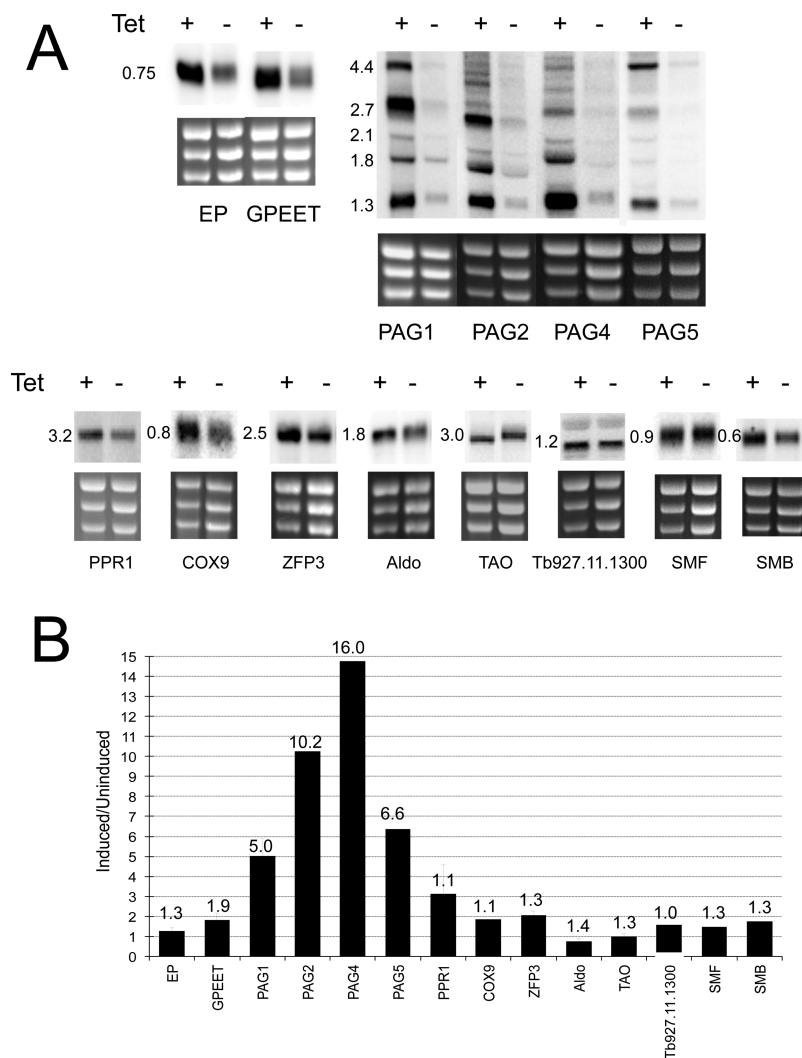 A
Tet + - + - + - + - + - + -
0.75
4.4
2.7
2.1
1.8
1.3
EP GPEET
PAG1 PAG2 PAG4 PAG5
Tet + - + - + - + - + - + - + - + -
3.2 0.8 2.5 1.8 3.0 1.2 0.9 0.6
PPR1 COX9 ZFP3 Aldo TAO Tb927.11.1300 SMF SMB
B
Induced/Uninduced
15
14
13
12
11
10
9
8
7
6
5
4
3
2
1
0
1.3 1.9 5.0 10.2 16.0 6.6 1.1 1.1 1.3 1.4 1.3 1.0 1.3 1.3
EP GPEET PAG1 PAG2 PAG4 PAG5 PPR1 COX9 ZFP3 Aldo TAO Tb927.11.1300 SMF SMB